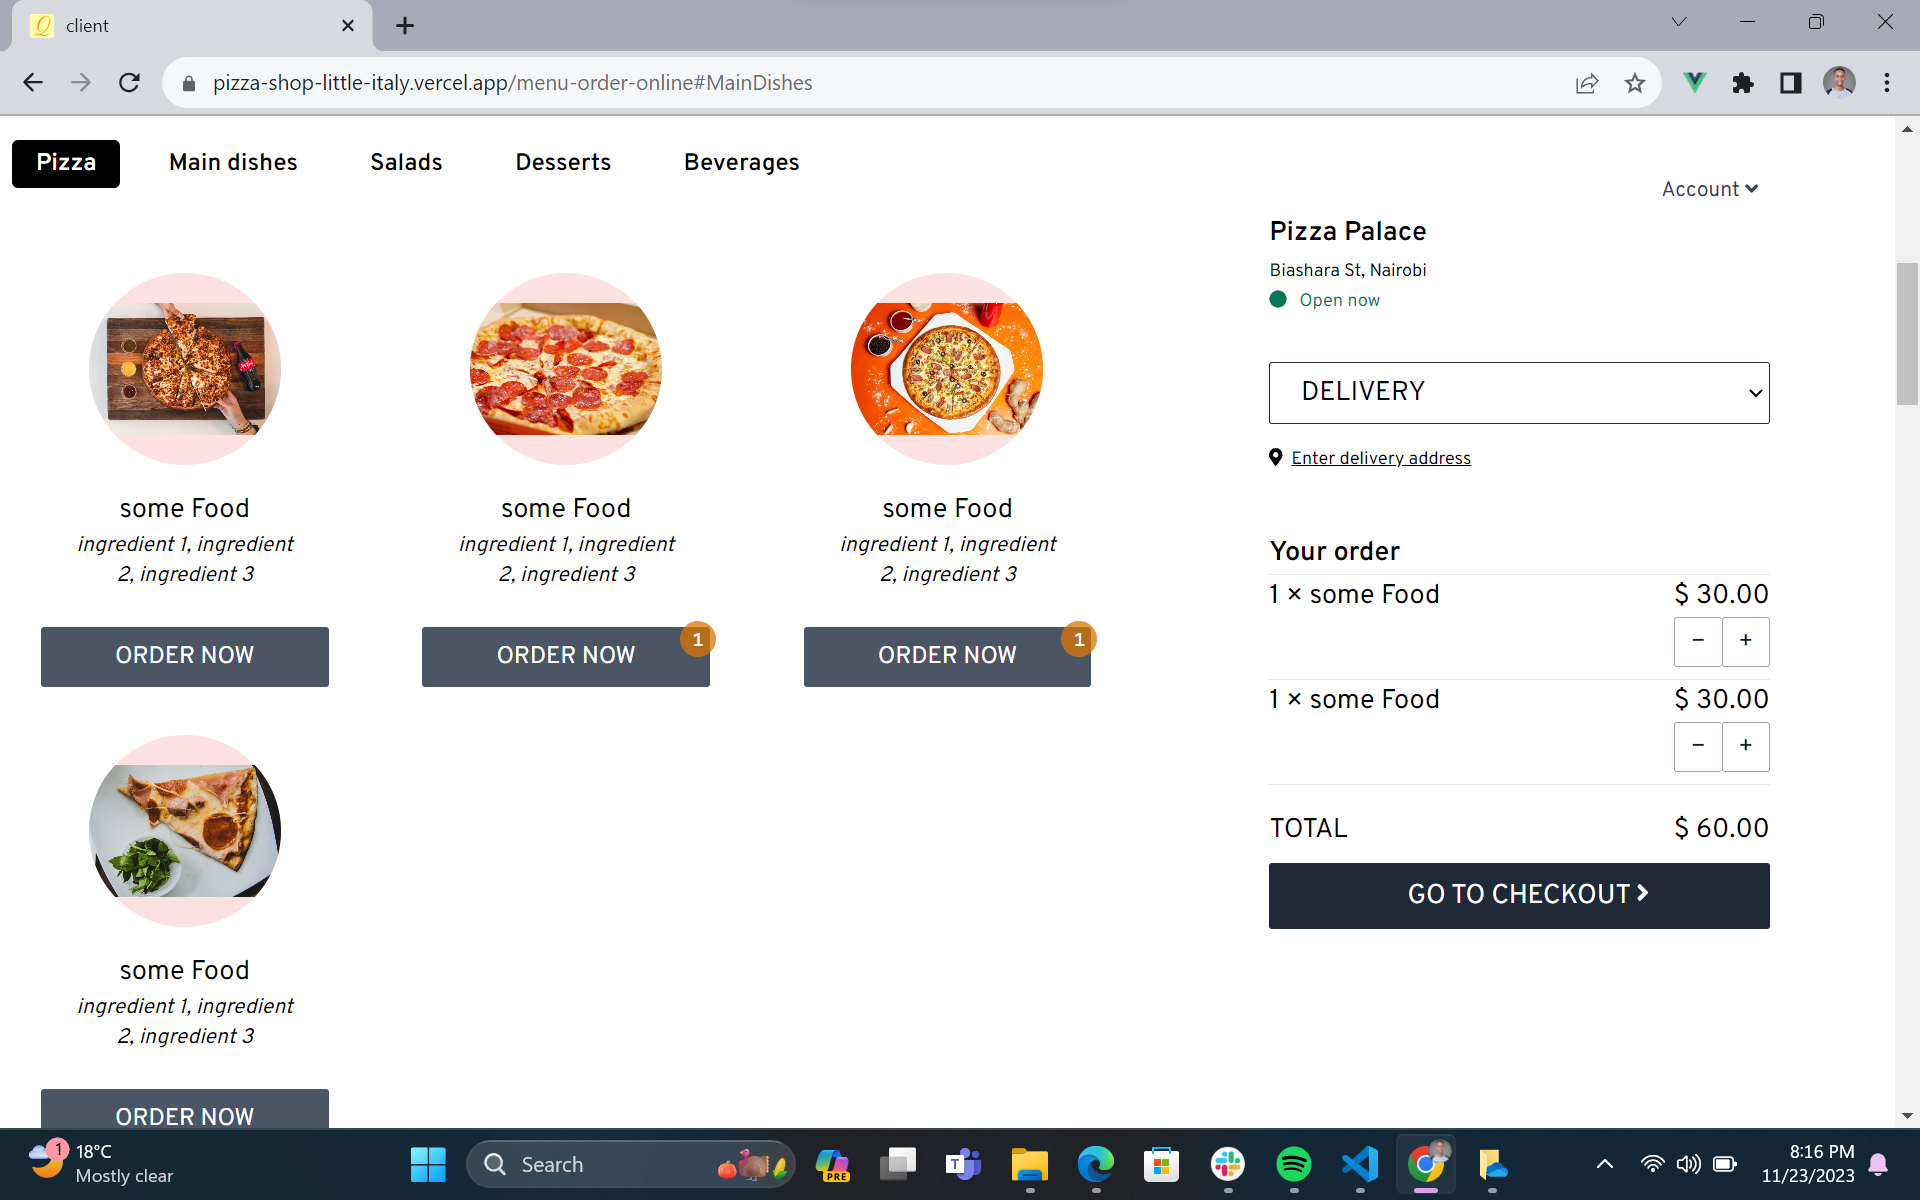 client
pizza-shop-little-italy.vercel.app/menu-order-online#MainDishes
Pizza
Main dishes
Salads
Desserts
Beverages
Account
Pizza Palace
Biashara St, Nairobi
Open now
DELIVERY
Enter delivery address
some Food
ingredient 1, ingredient
2, ingredient 3
ORDER NOW
some Food
ingredient 1, ingredient
2, ingredient 3
ORDER NOW
1
some Food
ingredient 1, ingredient
2, ingredient 3
ORDER NOW
1
some Food
ingredient 1, ingredient
2, ingredient 3
ORDER NOW
Your order
1 × some Food $ 30.00
− +
1 × some Food $ 30.00
− +
TOTAL $ 60.00
GO TO CHECKOUT
1
18°C
Mostly clear
Search
PRE
8:16 PM
11/23/2023